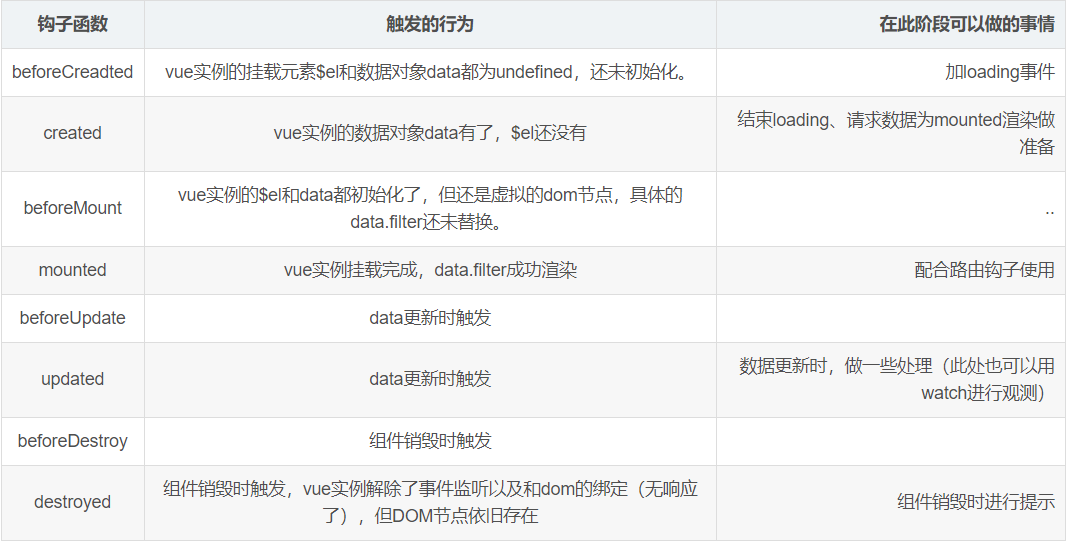 钩子函数
触发的行为
在此阶段可以做的事情
beforeCreadted
vue实例的挂载元素$el和数据对象data都为undefined，还未初始化。
加loading事件
created
vue实例的数据对象data有了，$el还没有
结束loading、请求数据为mounted渲染做
准备
beforeMount
vue实例的$el和data都初始化了，但还是虚拟的dom节点，具体的
data.filter还未替换。
..
mounted
vue实例挂载完成，data.filter成功渲染
配合路由钩子使用
beforeUpdate
data更新时触发
updated
data更新时触发
数据更新时，做一些处理（此处也可以用
watch进行观测）
beforeDestroy
组件销毁时触发
destroyed
组件销毁时触发，vue实例解除了事件监听以及和dom的绑定（无响应
了），但DOM节点依旧存在
组件销毁时进行提示